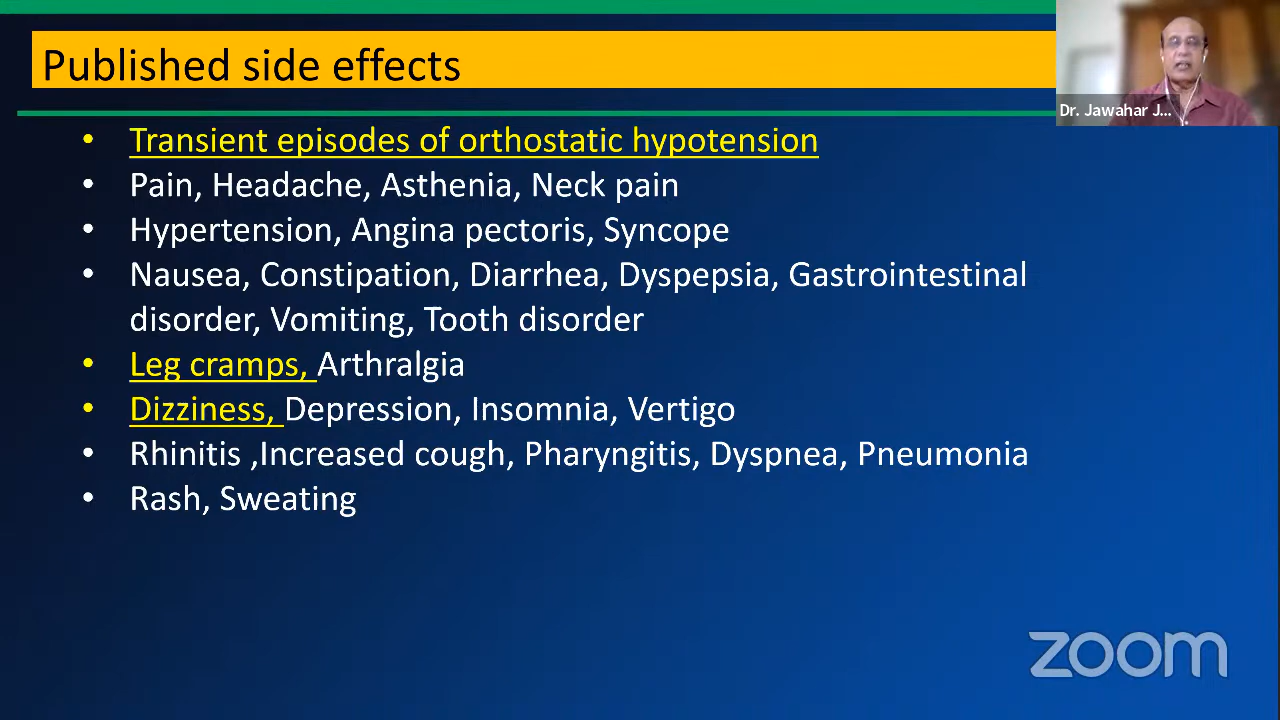 Published side effects
Dr. Jawahar J...
• Transient episodes of orthostatic hypotension
• Pain, Headache, Asthenia, Neck pain
• Hypertension, Angina pectoris, Syncope
• Nausea, Constipation, Diarrhea, Dyspepsia, Gastrointestinal
disorder, Vomiting, Tooth disorder
• Leg cramps, Arthralgia
• Dizziness, Depression, Insomnia, Vertigo
• Rhinitis ,Increased cough, Pharyngitis, Dyspnea, Pneumonia
• Rash, Sweating
zoom